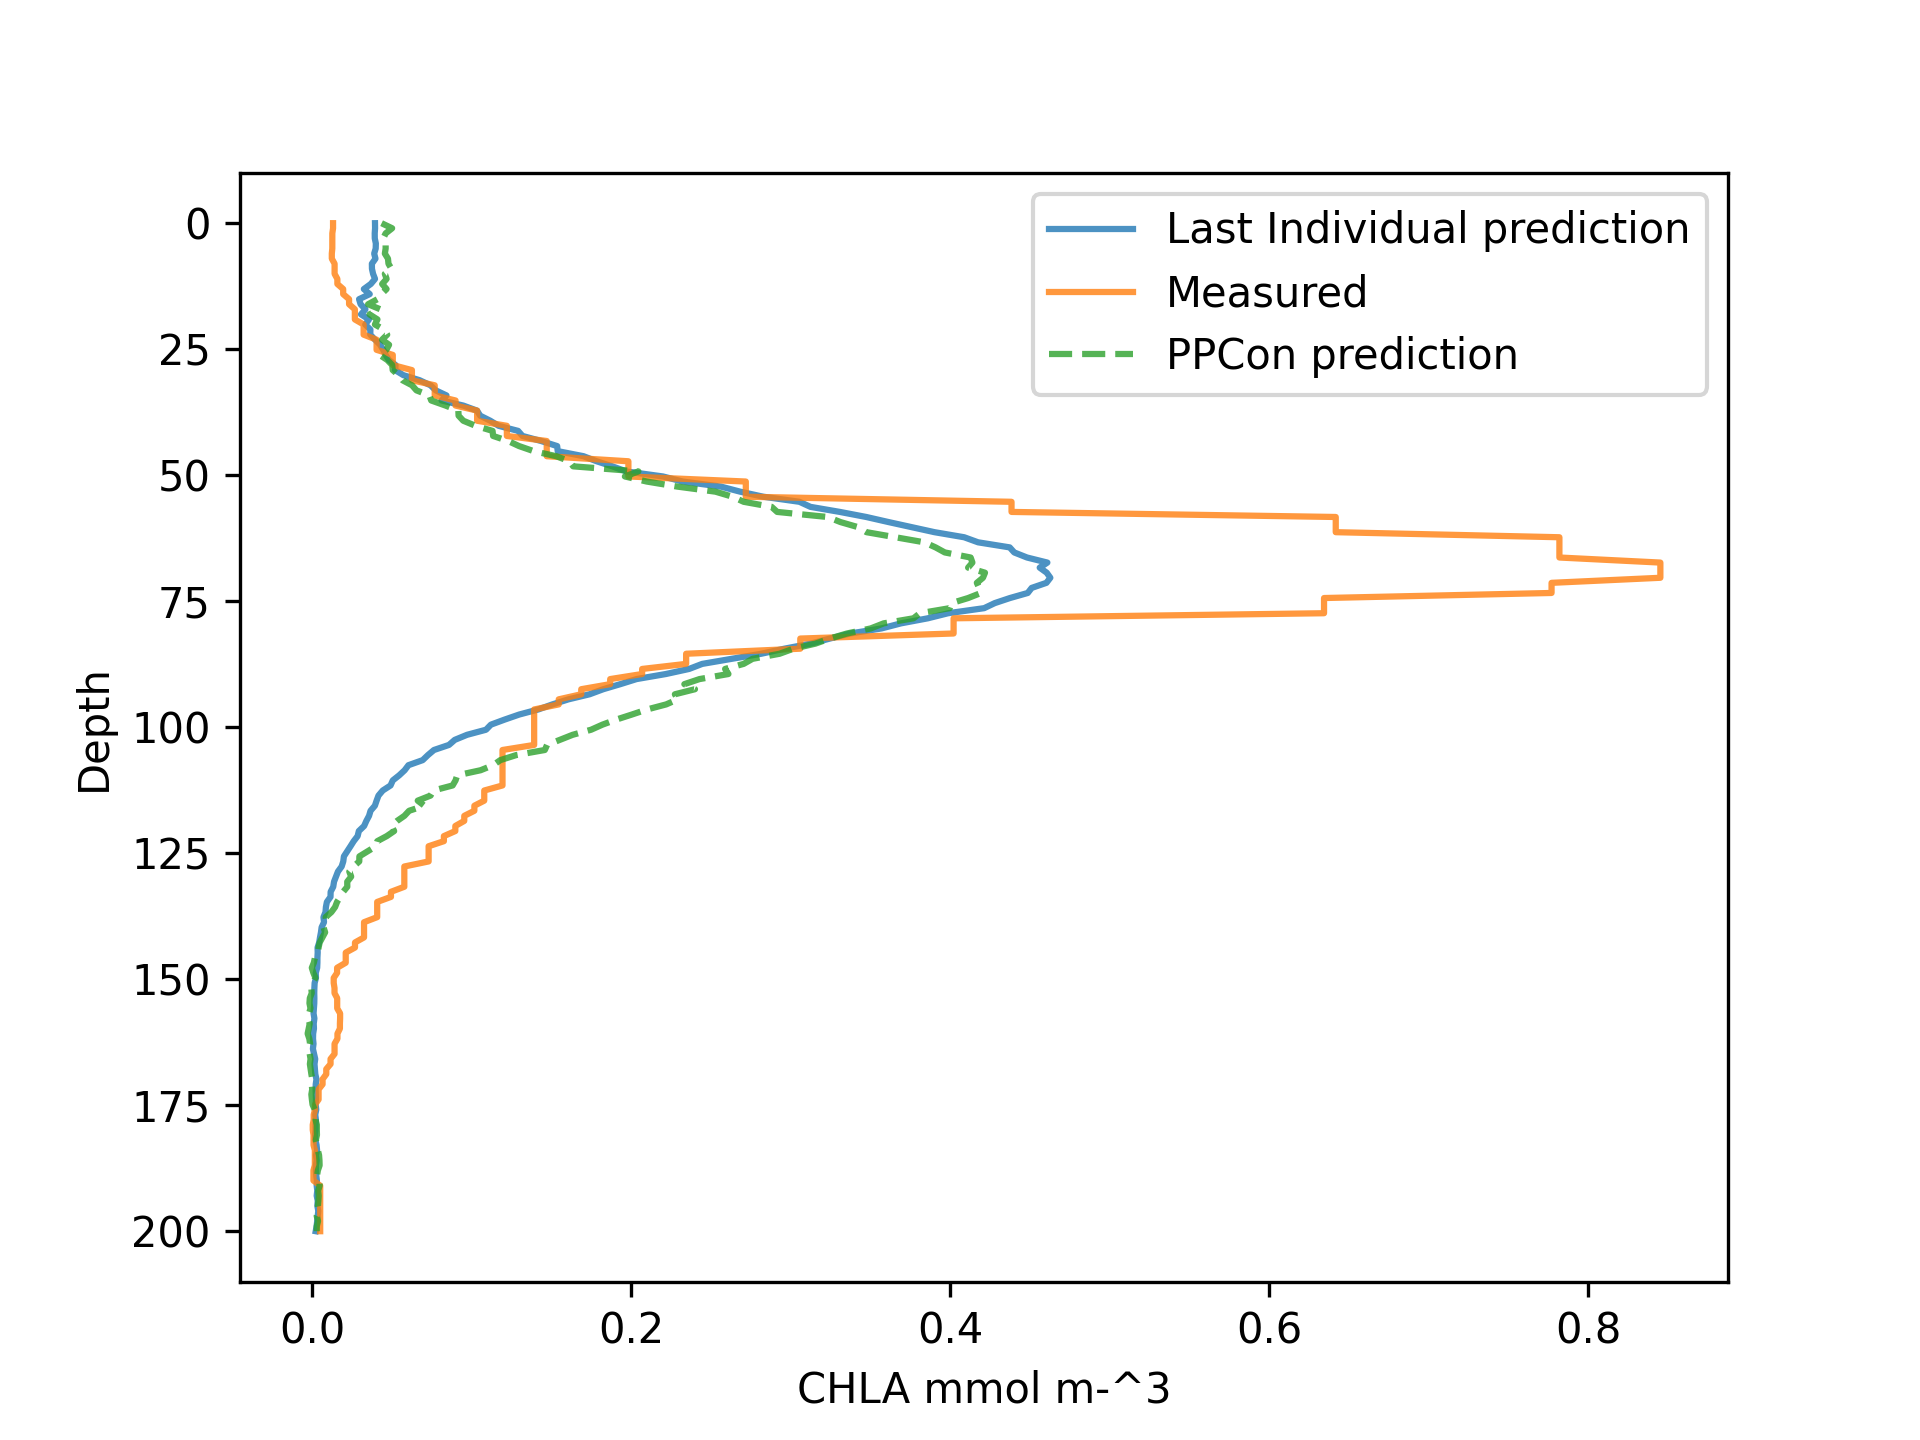 Last Individual prediction
Measured
PPCon prediction
0
25
50
75
100
125
150
175
200
Depth
0.0 0.2 0.4 0.6 0.8
CHLA mmol m-^3